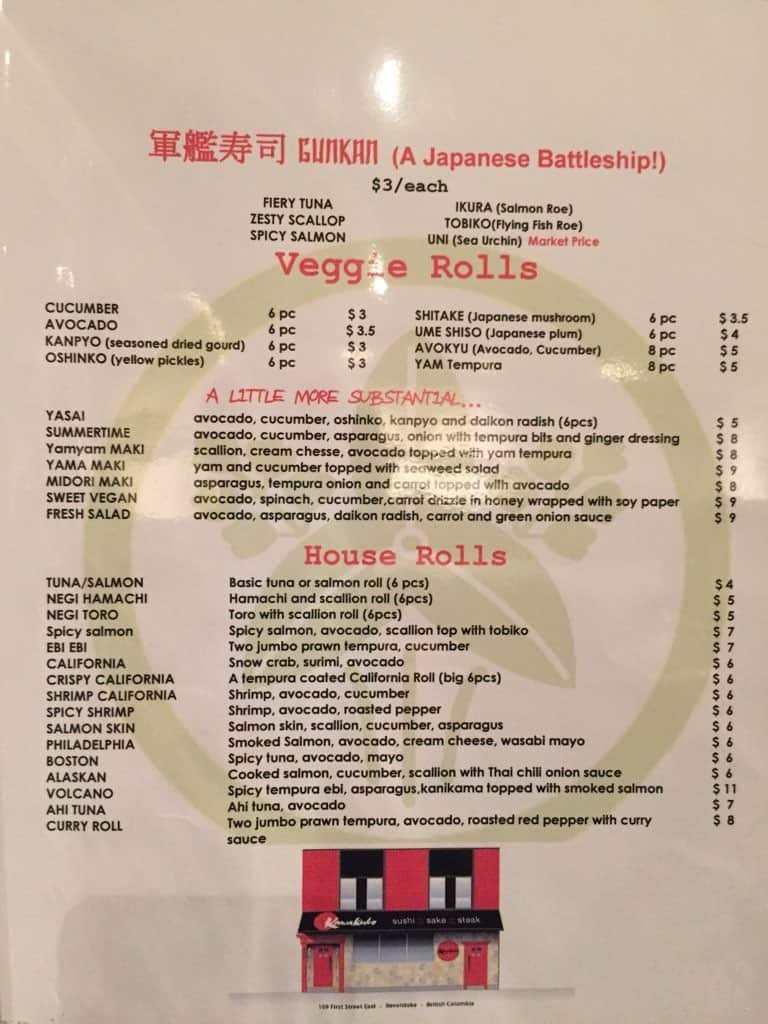 軍艦寿司 GUNKAN (A Japanese Battleship!)
$3/each
FIERY TUNA IKURA (Salmon Roe)
ZESTY SCALLOP TOBIKO(Flying Fish Roe)
SPICY SALMON UNI (Sea Urchin) Market Price
Veggie Rolls
CUCUMBER 6 pc $ 3 SHITAKE (Japanese mushroom) 6 pc $ 3.5
AVOCADO 6 pc $ 3.5 UME SHISO (Japanese plum) 6 pc $ 4
KANPYO (seasoned dried gourd) 6 pc $ 3 AVOKYU (Avocado, Cucumber) 8 pc $ 5
OSHINKO (yellow pickles) 6 pc $ 3 YAM Tempura 8 pc $ 5
A LITTLE MORE SUBSTANTIAL...
YASAI avocado, cucumber, oshinko, kanpyo and daikon radish (6pcs) $ 5
SUMMERTIME avocado, cucumber, asparagus, onion with tempura bits and ginger dressing $ 8
Yamyam MAKI scallion, cream chesse, avocado topped with yam tempura $ 8
YAMA MAKI yam and cucumber topped with seaweed salad $ 9
MIDORI MAKI asparagus, tempura onion and carrot topped with avocado $ 8
SWEET VEGAN avocado, spinach, cucumber,carrot drizzle in honey wrapped with soy paper $ 9
FRESH SALAD avocado, asparagus, daikon radish, carrot and green onion sauce $ 9
House Rolls
TUNA/SALMON Basic tuna or salmon roll (6 pcs) $ 4
NEGI HAMACHI Hamachi and scallion roll (6pcs) $ 5
NEGI TORO Toro with scallion roll (6pcs) $ 5
Spicy salmon Spicy salmon, avocado, scallion top with tobiko $ 7
EBI EBI Two jumbo prawn tempura, cucumber $ 7
CALIFORNIA Snow crab, surimi, avocado $ 6
CRISPY CALIFORNIA A tempura coated California Roll (big 6pcs) $ 6
SHRIMP CALIFORNIA Shrimp, avocado, cucumber $ 6
SPICY SHRIMP Shrimp, avocado, roasted pepper $ 6
SALMON SKIN Salmon skin, scallion, cucumber, asparagus $ 6
PHILADELPHIA Smoked Salmon, avocado, cream cheese, wasabi mayo $ 6
BOSTON Spicy tuna, avocado, mayo $ 6
ALASKAN Cooked salmon, cucumber, scallion with Thai chili onion sauce $ 6
VOLCANO Spicy tempura ebi, asparagus,kanikama topped with smoked salmon $ 11
AHI TUNA Ahi tuna, avocado $ 7
CURRY ROLL Two jumbo prawn tempura, avocado, roasted red pepper with curry $ 8
sauce
Kawakubo sushi : sake : steak
109 First Street East - Revelstoke - British Columbia